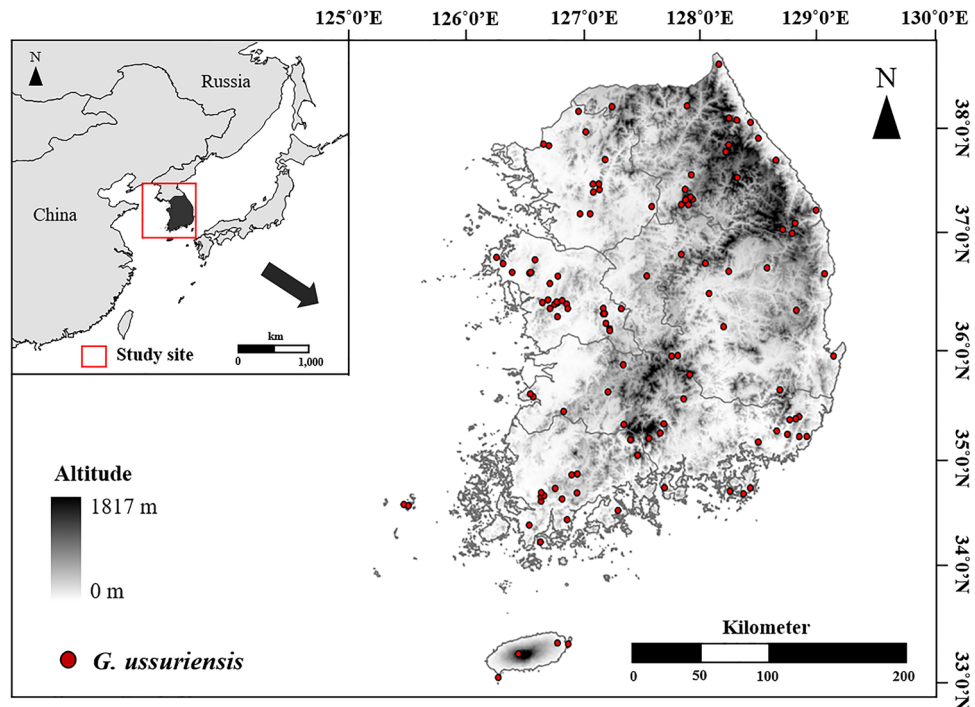 125°0'E 126°0'E 127°0'E 128°0'E 129°0'E 130°0'E
N
Russia
China
km
0 1,000
Study site
N
38°0'N
37°0'N
36°0'N
35°0'N
34°0'N
33°0'N
Altitude
1817 m
0 m
G. ussuriensis
Kilometer
0 50 100 200